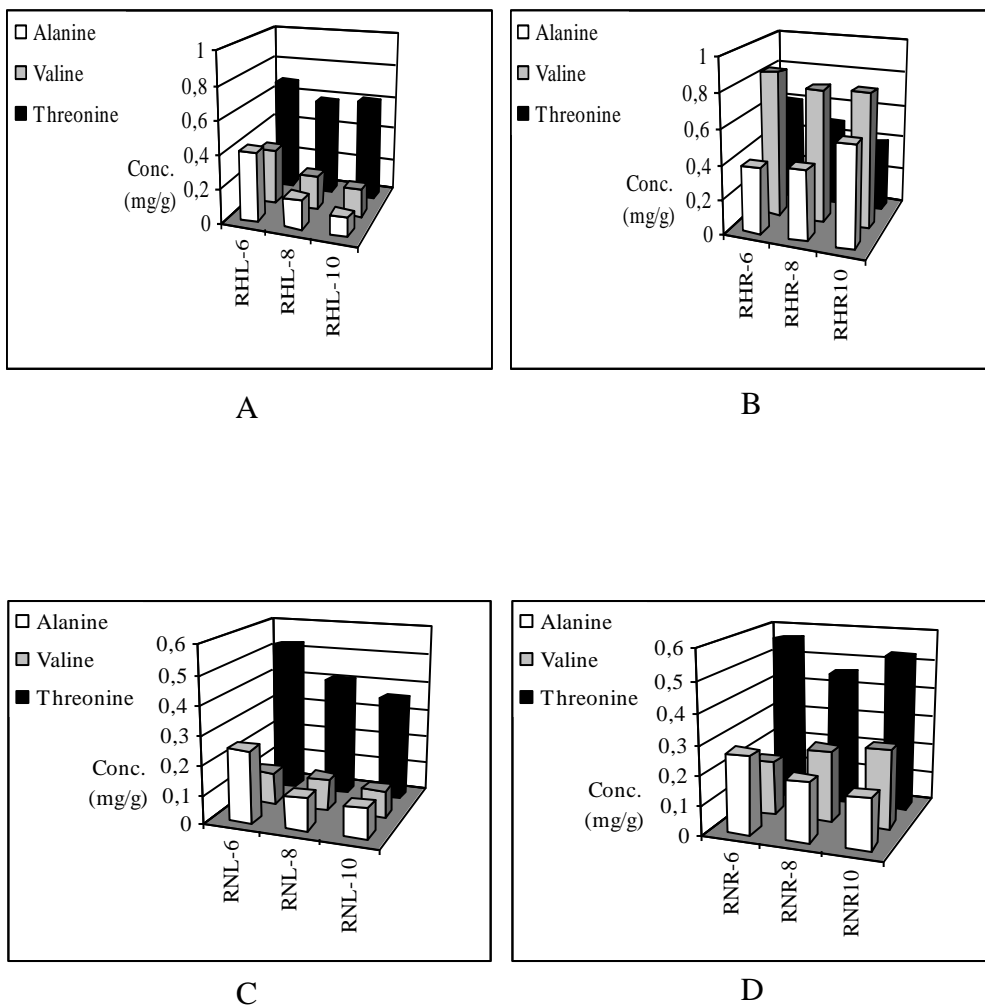 Alanine
Valine
Threonine
1
0,8
0,6
0,4
0,2
0
Conc.
(mg/g)
RHL-6
RHL-8
RHL-10
A
Alanine
Valine
Threonine
1
0,8
0,6
0,4
0,2
0
Conc.
(mg/g)
RHR-6
RHR-8
RHR10
B
Alanine
Valine
Threonine
0,6
0,5
0,4
0,3
0,2
0,1
0
Conc.
(mg/g)
RNL-6
RNL-8
RNL-10
C
Alanine
Valine
Threonine
0,6
0,5
0,4
0,3
0,2
0,1
0
Conc.
(mg/g)
RNR-6
RNR-8
RNR10
D